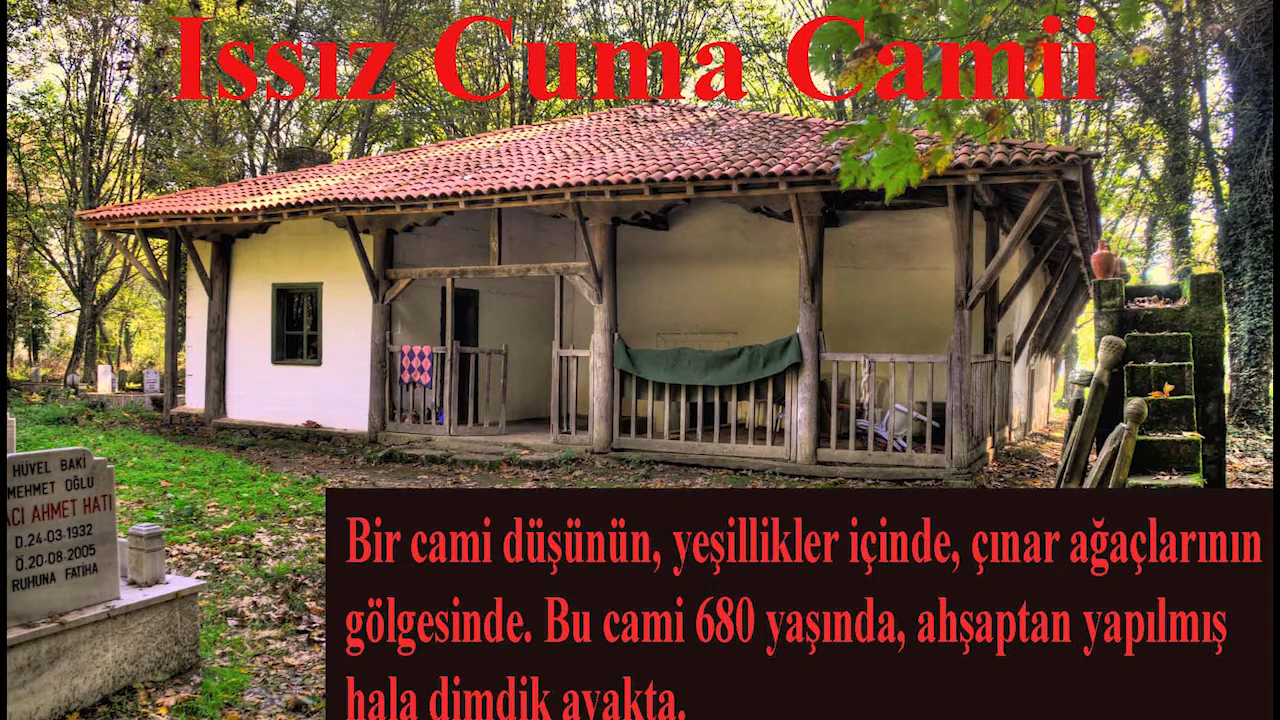 Issız Cuma Camii
HÜVEL BAKİ
MEHMET OĞLU
ACI AHMET HATI
D.24-03-1932
Ö.20-08-2005
RUHUNA FATİHA
Bir cami düşünün, yeşillikler içinde, çınar ağaçlarının
gölgesinde. Bu cami 680 yaşında, ahşaptan yapılmış
hala dimdik ayakta.